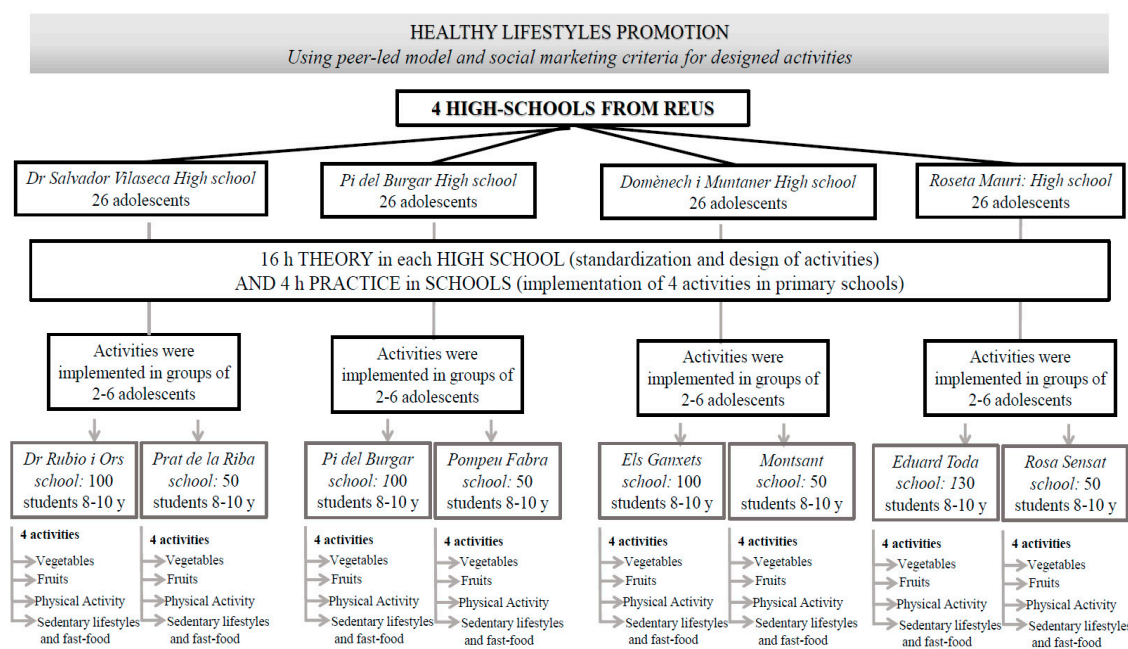 HEALTHY LIFESTYLES PROMOTION
Using peer-led model and social marketing criteria for designed activities
4 HIGH-SCHOOLS FROM REUS
Dr Salvador Vilaseca High school
26 adolescents
Pi del Burgar High school
26 adolescents
Domènech i Muntaner High school
26 adolescents
Roseta Mauri: High school
26 adolescents
16 h THEORY in each HIGH SCHOOL (standardization and design of activities)
AND 4 h PRACTICE in SCHOOLS (implementation of 4 activities in primary schools)
Activities were
implemented in groups of
2-6 adolescents
Activities were
implemented in groups of
2-6 adolescents
Activities were
implemented in groups of
2-6 adolescents
Activities were
implemented in groups of
2-6 adolescents
Dr Rubio i Ors
school: 100
students 8-10 y
Prat de la Riba
school: 50
students 8-10 y
Pi del Burgar
school: 100
students 8-10 y
Pompeu Fabra
school: 50
students 8-10 y
Els Ganxets
school: 100
students 8-10 y
Montsant
school: 50
students 8-10 y
Eduard Toda
school: 130
students 8-10 y
Rosa Sensat
school: 50
students 8-10 y
4 activities
Vegetables
Fruits
Physical Activity
Sedentary lifestyles
and fast-food
4 activities
Vegetables
Fruits
Physical Activity
Sedentary lifestyles
and fast-food
4 activities
Vegetables
Fruits
Physical Activity
Sedentary lifestyles
and fast-food
4 activities
Vegetables
Fruits
Physical Activity
Sedentary lifestyles
and fast-food
4 activities
Vegetables
Fruits
Physical Activity
Sedentary lifestyles
and fast-food
4 activities
Vegetables
Fruits
Physical Activity
Sedentary lifestyles
and fast-food
4 activities
Vegetables
Fruits
Physical Activity
Sedentary lifestyles
and fast-food
4 activities
Vegetables
Fruits
Physical Activity
Sedentary lifestyles
and fast-food